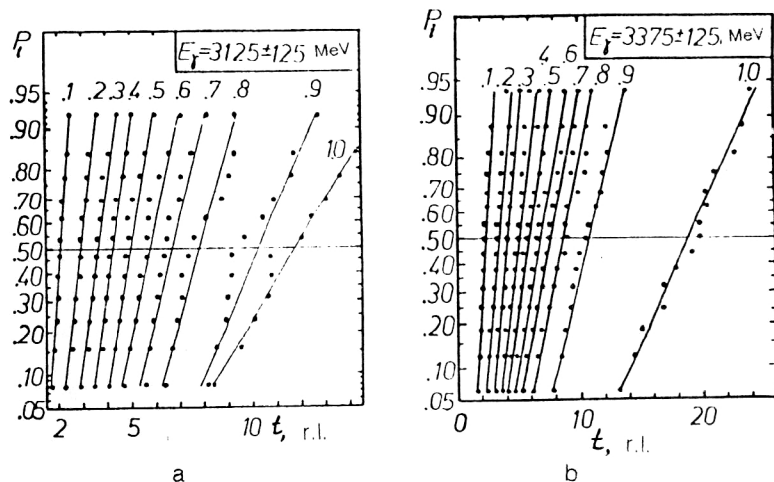 P_i
E_γ=3125±125 MeV
.1 .2 .3 .4 .5 .6 .7 .8 .9 1.0
.95
.90
.80
.70
.60
.50
.40
.30
.20
.10
.05
2 5 10 t, r.l.
a
P_i
E_γ=3375±125, MeV
.1 .2 .3 .4 .5 .6 .7 .8 .9 1.0
.95
.90
.80
.70
.60
.50
.40
.30
.20
.10
.05
0 10 20
t, r.l.
b